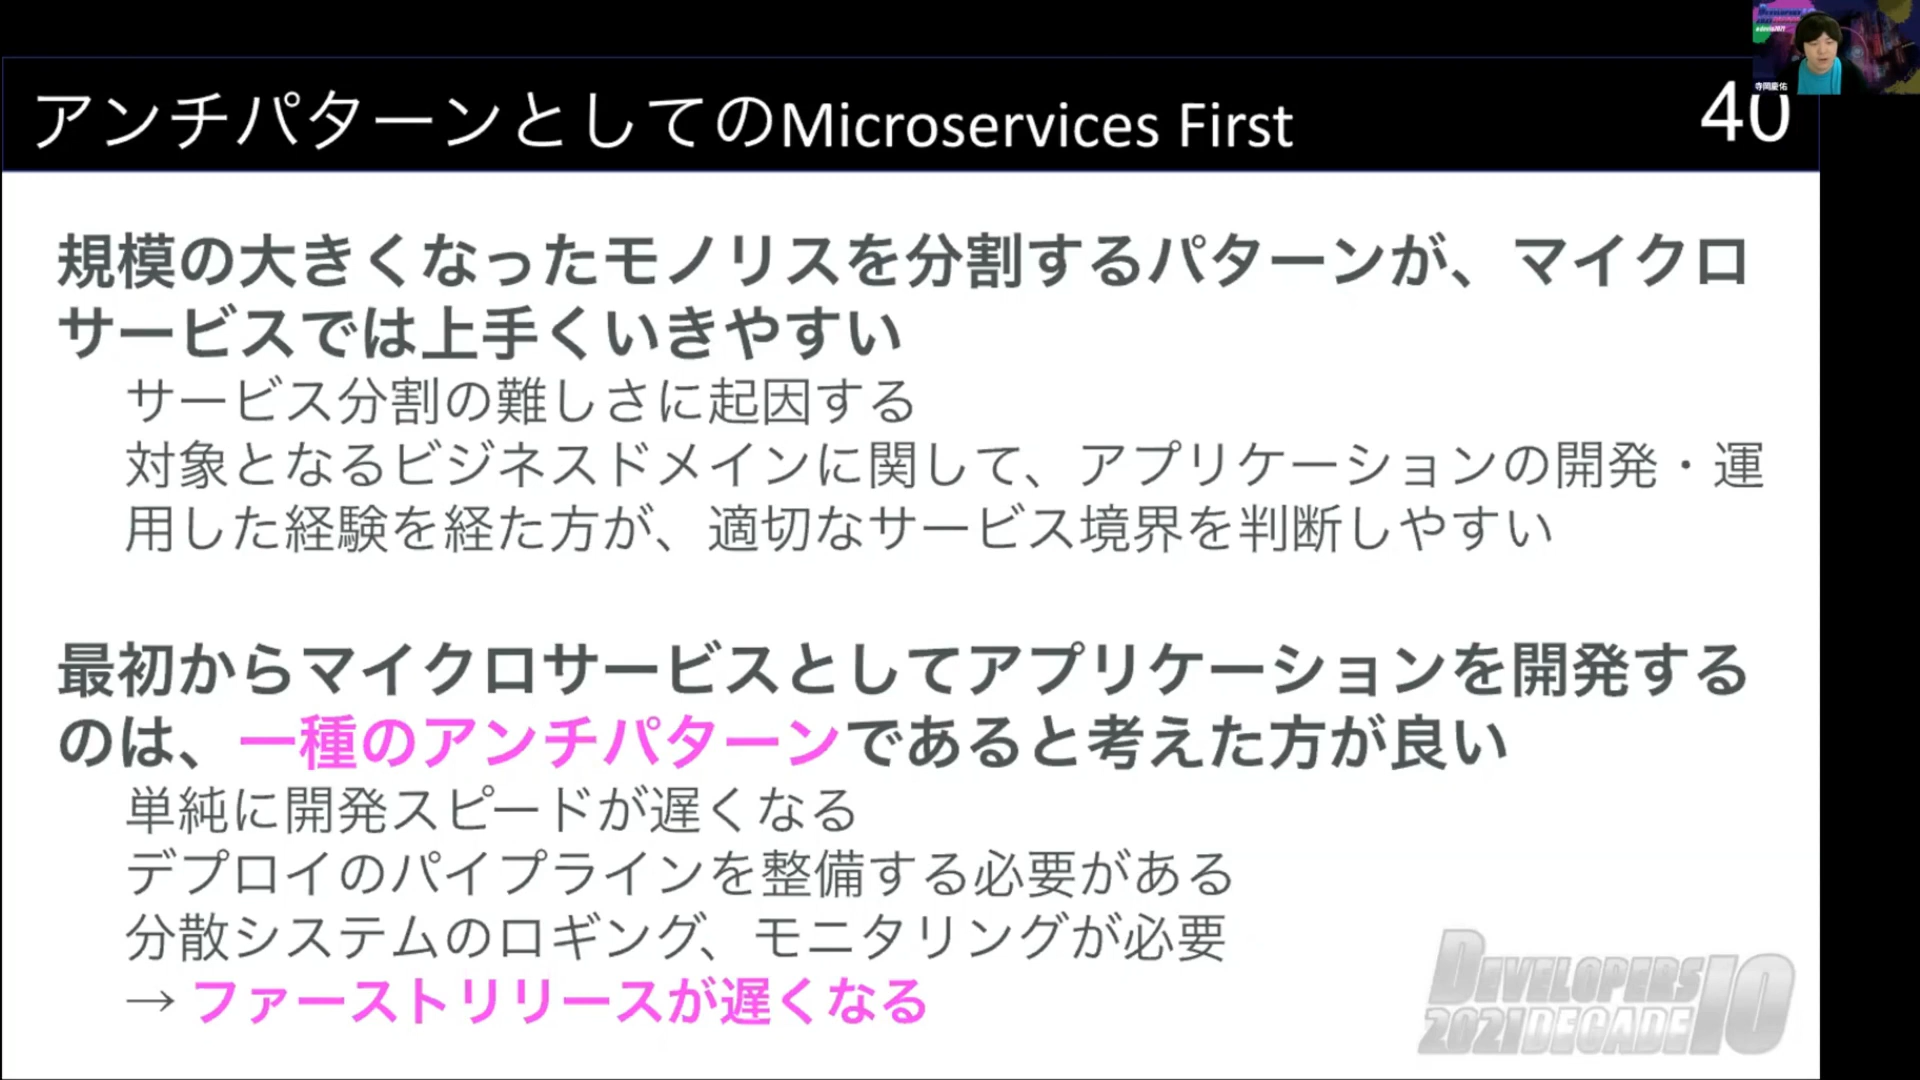 アンチパターンとしてのMicroservices First
40
寺岡慶佑
規模の大きくなったモノリスを分割するパターンが、マイクロ
サービスでは上手くいきやすい
サービス分割の難しさに起因する
対象となるビジネスドメインに関して、アプリケーションの開発・運
用した経験を経た方が、適切なサービス境界を判断しやすい
最初からマイクロサービスとしてアプリケーションを開発する
のは、一種のアンチパターンであると考えた方が良い
単純に開発スピードが遅くなる
デプロイのパイプラインを整備する必要がある
分散システムのロギング、モニタリングが必要
→ ファーストリリースが遅くなる
DEVELOPERS
2021 DECADE 10